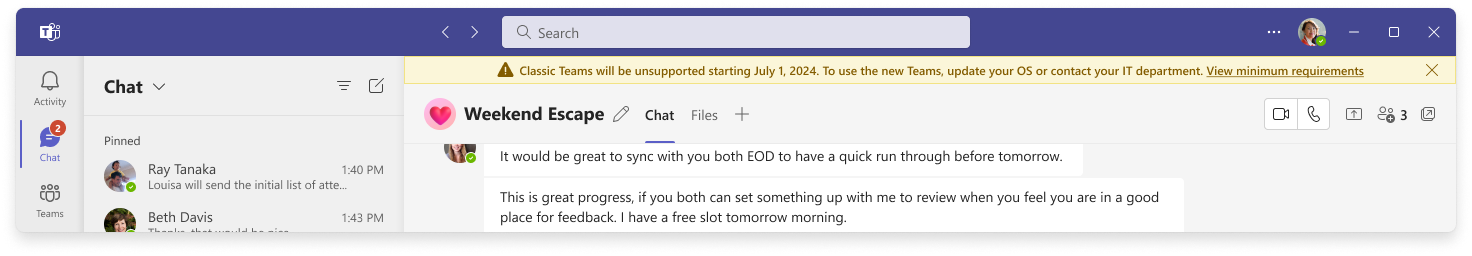 Search
Classic Teams will be unsupported starting July 1, 2024. To use the new Teams, update your OS or contact your IT department. View minimum requirements
Activity
2
Chat
Teams
Chat
Pinned
Ray Tanaka 1:40 PM
Louisa will send the initial list of atte...
Beth Davis 1:43 PM
Thanks, that would be nice.
Weekend Escape Chat Files 3
It would be great to sync with you both EOD to have a quick run through before tomorrow.
This is great progress, if you both can set something up with me to review when you feel you are in a good
place for feedback. I have a free slot tomorrow morning.